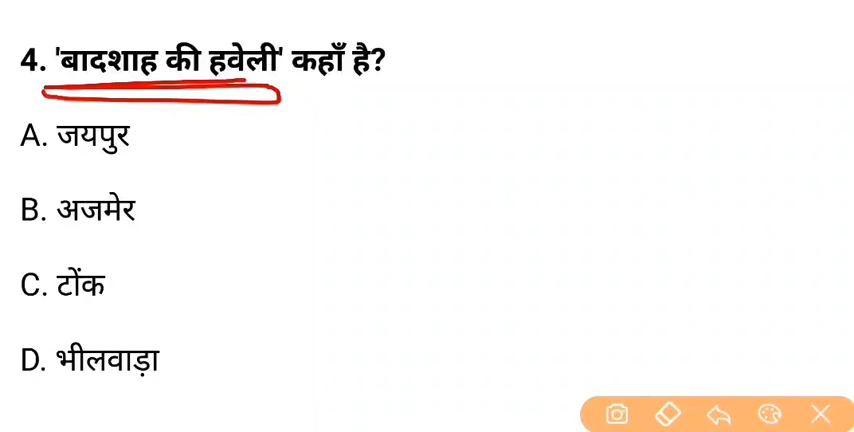 4. 'बादशाह की हवेली' कहाँ है?
A. जयपुर
B. अजमेर
C. टोंक
D. भीलवाड़ा